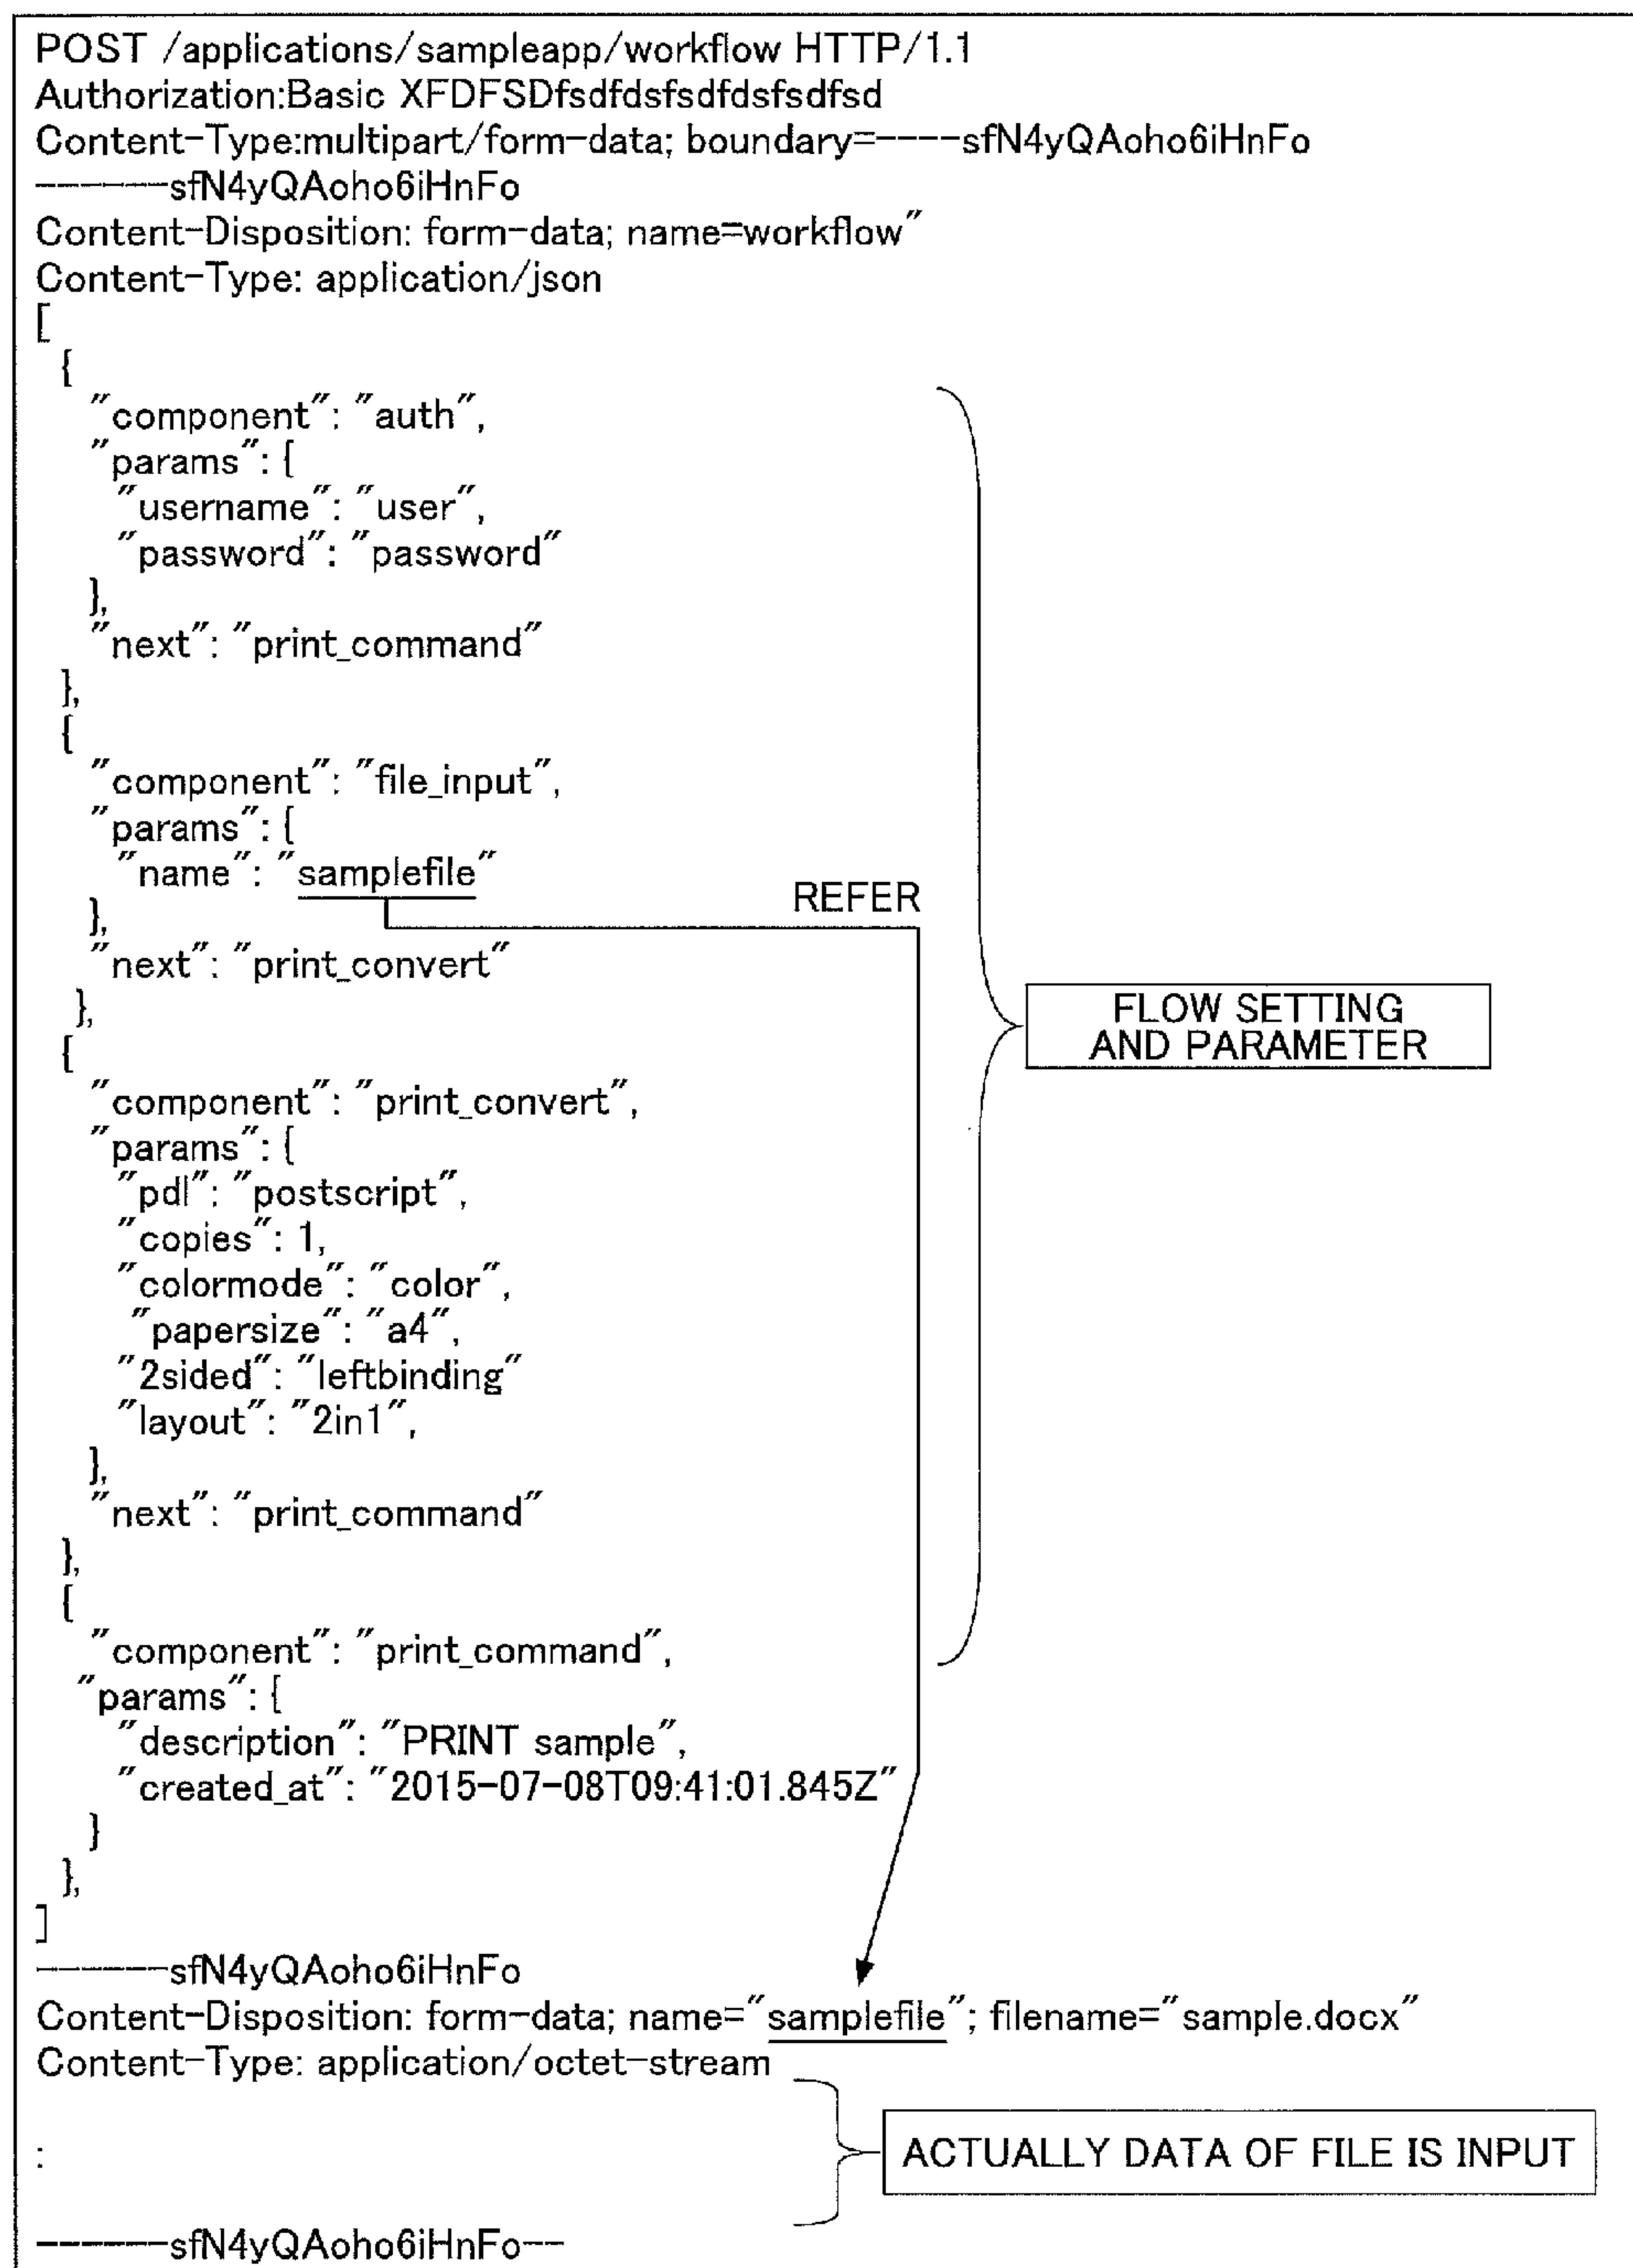 POST /applications/sampleapp/workflow HTTP/1.1
Authorization:Basic XFDFSDfsdfdsfsdfdsfsdfsd
Content-Type:multipart/form-data; boundary=----sfN4yQAoho6iHnFo
------sfN4yQAoho6iHnFo
Content-Disposition: form-data; name=workflow"
Content-Type: application/json
[
{
"component": "auth",
"params": {
"username": "user",
"password": "password"
},
"next": "print_command"
},
{
"component": "file_input",
"params": {
"name": "samplefile"
REFER
},
"next": "print_convert"
},
FLOW SETTING
AND PARAMETER
{
"component": "print_convert",
"params": {
"pdl": "postscript",
"copies": 1,
"colormode": "color",
"papersize": "a4",
"2sided": "leftbinding"
"layout": "2in1",
},
"next": "print_command"
},
{
"component": "print_command",
"params": {
"description": "PRINT sample",
"created_at": "2015-07-08T09:41:01.845Z"
}
},
]
------sfN4yQAoho6iHnFo
Content-Disposition: form-data; name="samplefile"; filename="sample.docx"
Content-Type: application/octet-stream
:
ACTUALLY DATA OF FILE IS INPUT
------sfN4yQAoho6iHnFo--